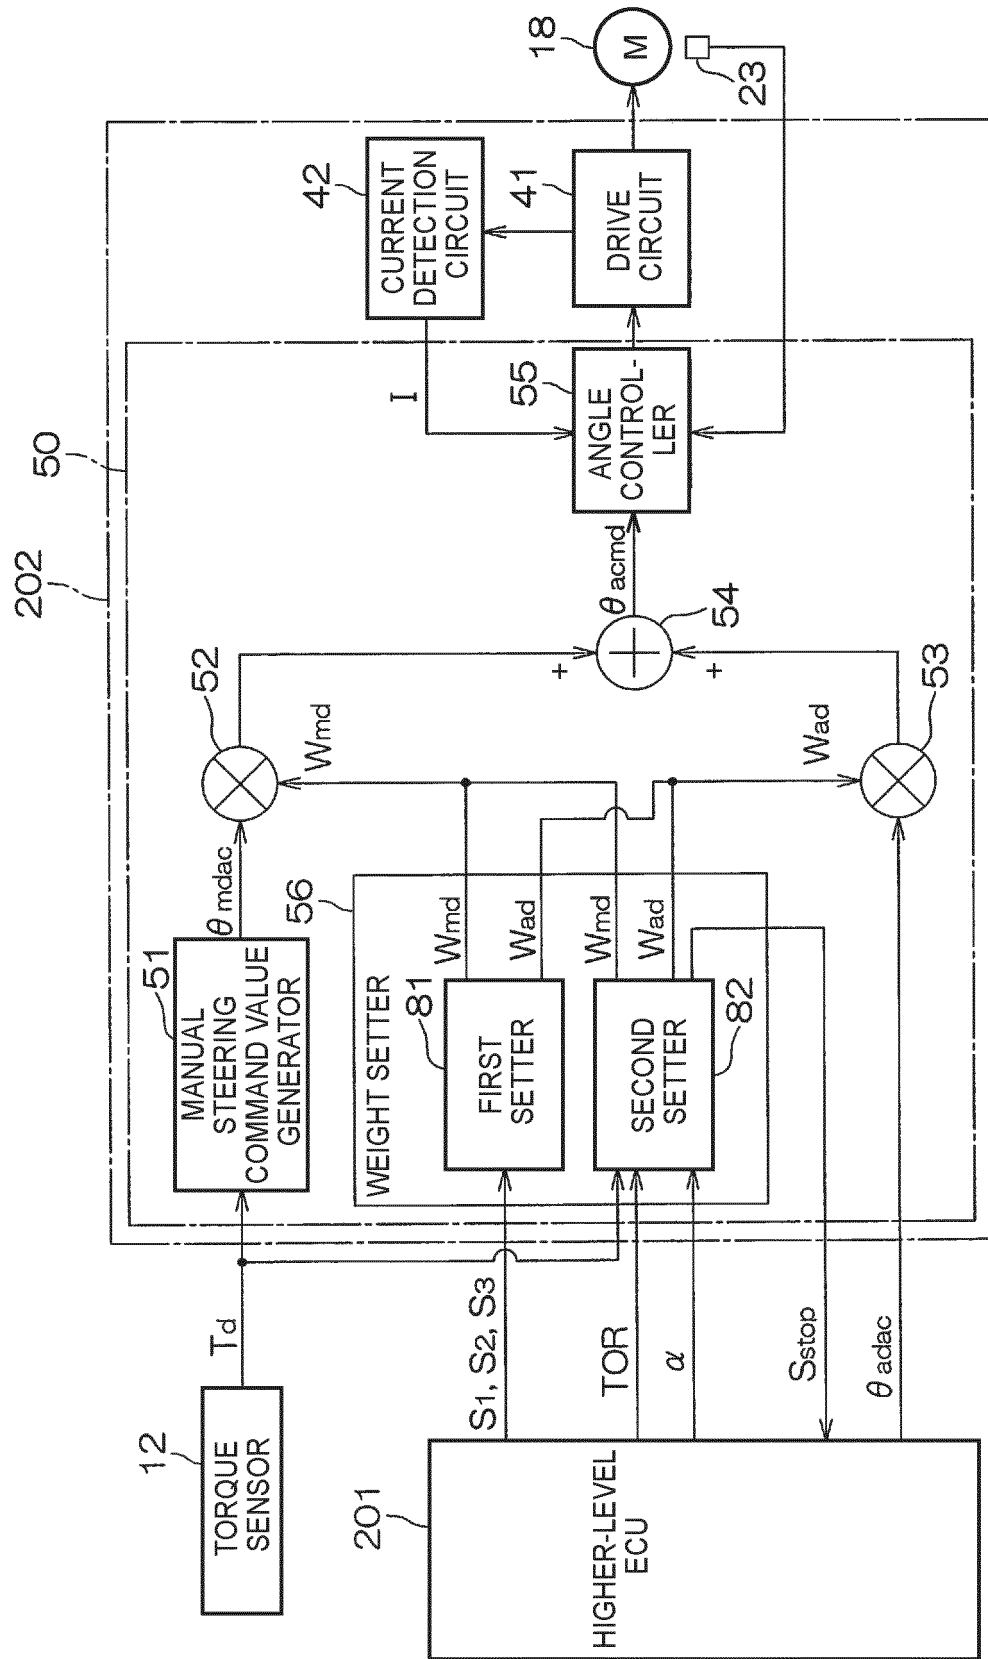 202
50
12
TORQUE
SENSOR
Td
51
MANUAL
STEERING
COMMAND VALUE
GENERATOR
θmdac
52
Wmd
42
CURRENT
DETECTION
CIRCUIT
I
201
HIGHER-LEVEL
ECU
S1, S2, S3
TOR
α
Sstop
θadac
56
WEIGHT SETTER
81
FIRST
SETTER
Wmd
Wad
SECOND
SETTER
82
Wmd
Wad
Wad
53
+
+
54
θacmd
55
ANGLE
CONTROL-
LER
41
DRIVE
CIRCUIT
18
M
23